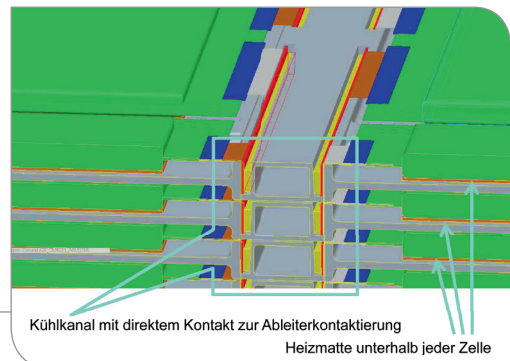 Kühlkanal mit direktem Kontakt zur Ableiterkontaktierung
Heizmatte unterhalb jeder Zelle